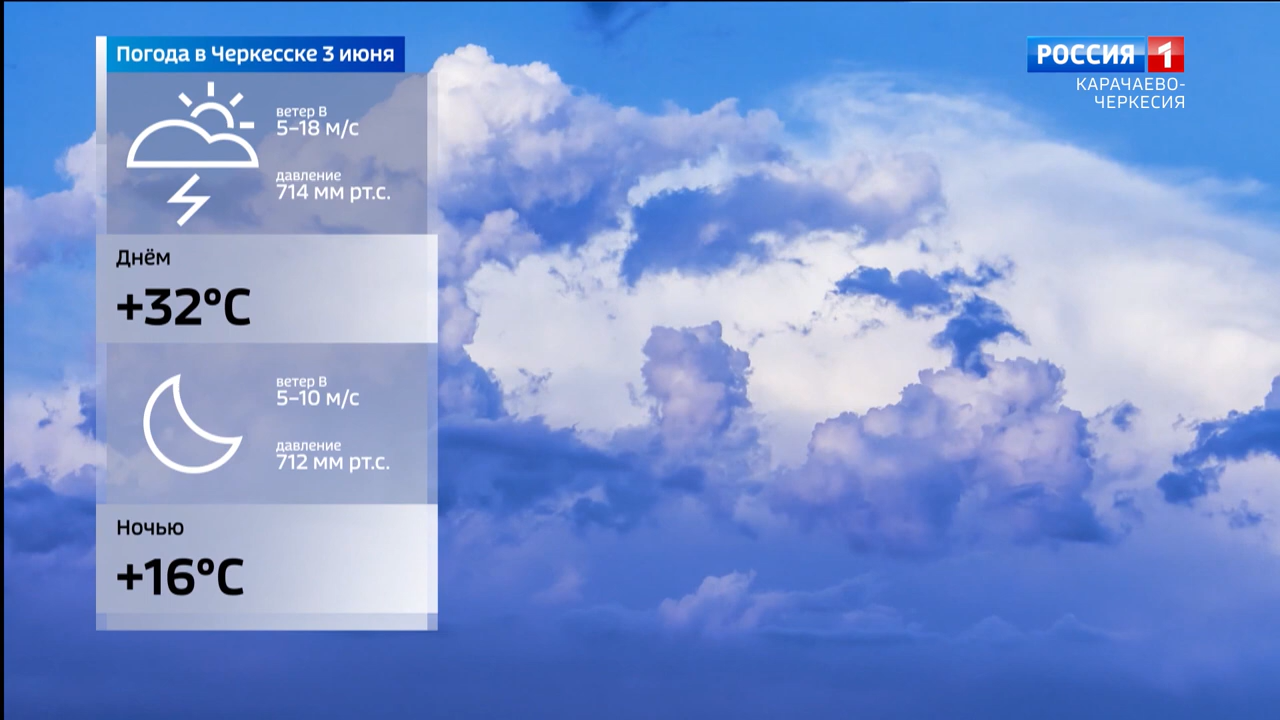 Погода в Черкесске 3 июня
РОССИЯ 1
КАРАЧАЕВО-
ЧЕРКЕСИЯ
ветер В
5-18 м/с
давление
714 мм рт.с.
Днём
+32°C
ветер В
5-10 м/с
давление
712 мм рт.с.
Ночью
+16°C